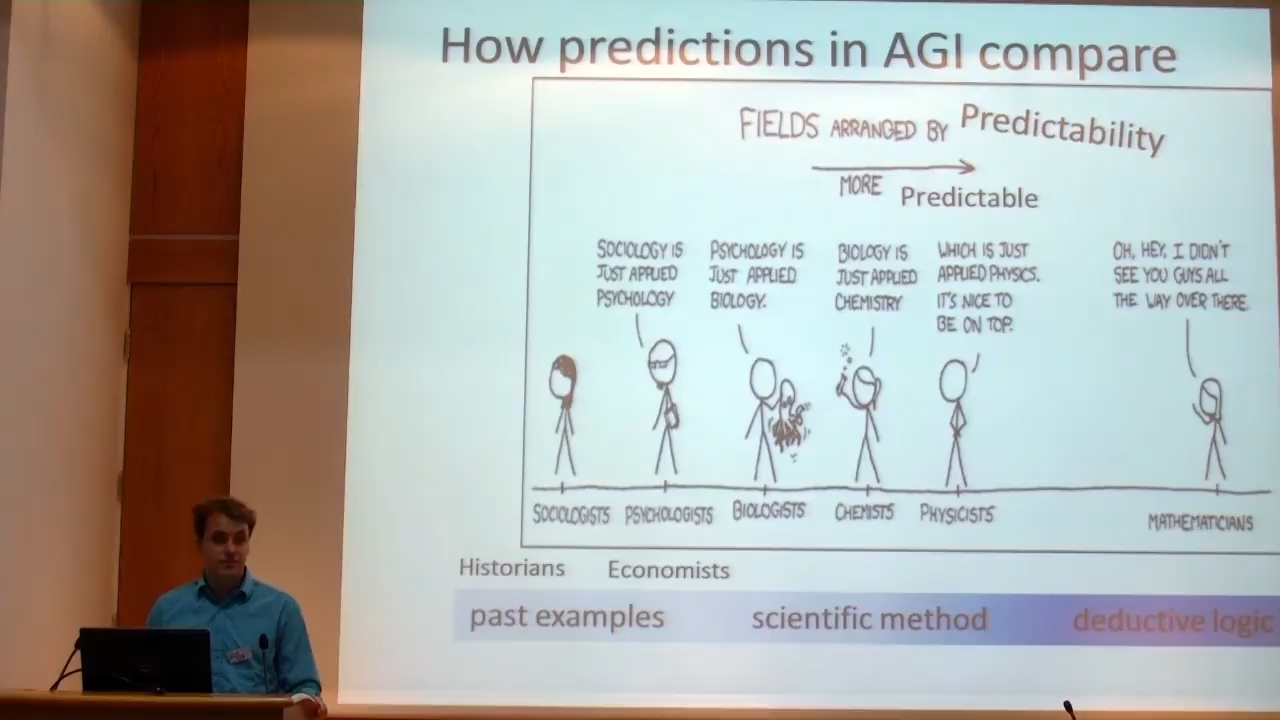 How predictions in AGI compare
FIELDS ARRANGED BY Predictability
MORE Predictable
SOCIOLOGY IS
JUST APPLIED
PSYCHOLOGY
PSYCHOLOGY IS
JUST APPLIED
BIOLOGY.
BIOLOGY IS
JUST APPLIED
CHEMISTRY
WHICH IS JUST
APPLIED PHYSICS.
IT'S NICE TO
BE ON TOP.
OH, HEY, I DIDN'T
SEE YOU GUYS ALL
THE WAY OVER THERE.
SOCIOLOGISTS PSYCHOLOGISTS BIOLOGISTS CHEMISTS PHYSICISTS MATHEMATICIANS
Historians Economists
past examples scientific method deductive logic